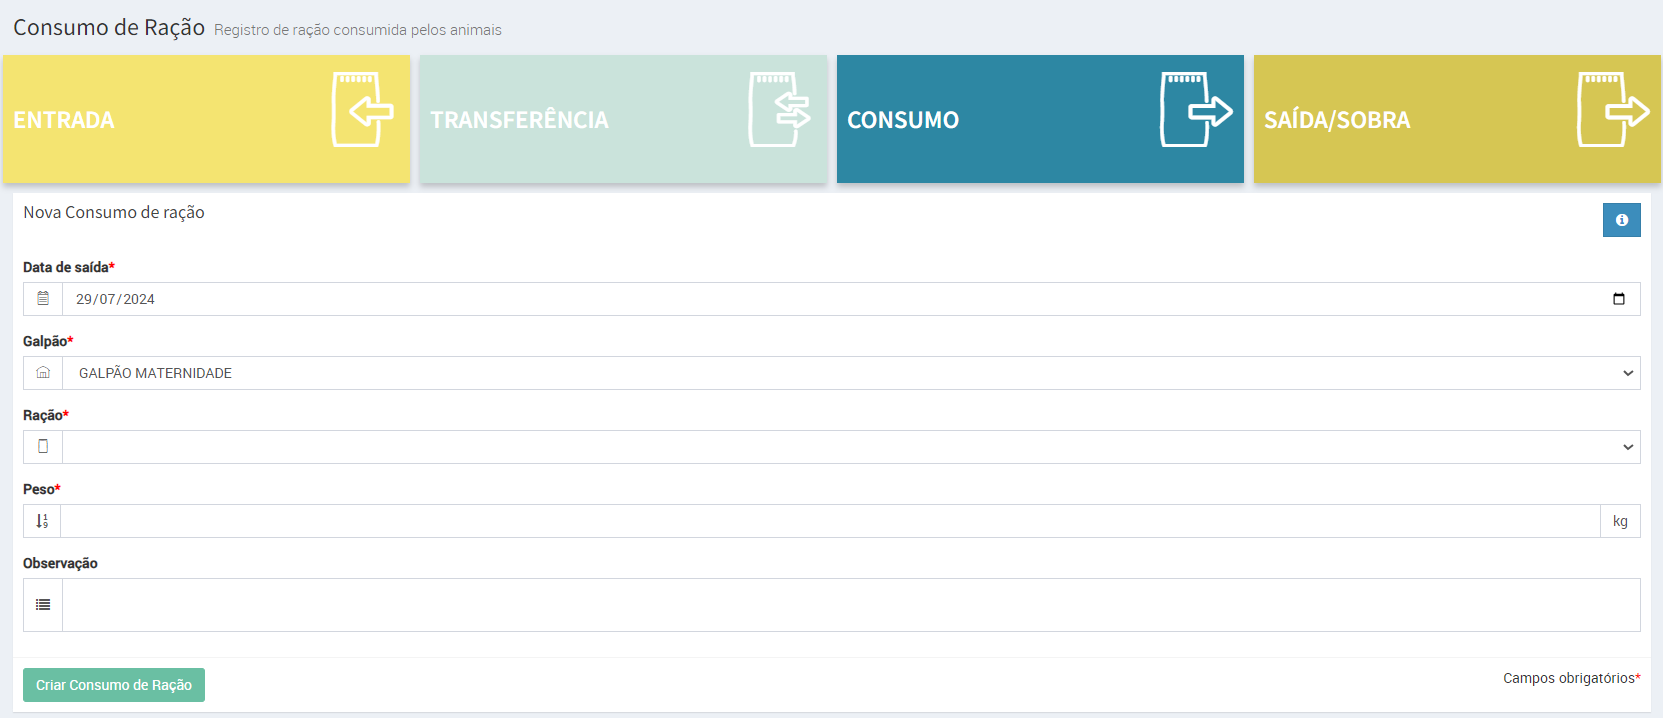 Consumo de Ração Registro de ração consumida pelos animais
ENTRADA
TRANSFERÊNCIA
CONSUMO
SAÍDA/SOBRA
Nova Consumo de ração
Data de saída*
29/07/2024
Galpão*
GALPÃO MATERNIDADE
Ração*
Peso*
kg
Observação
Criar Consumo de Ração
Campos obrigatórios*